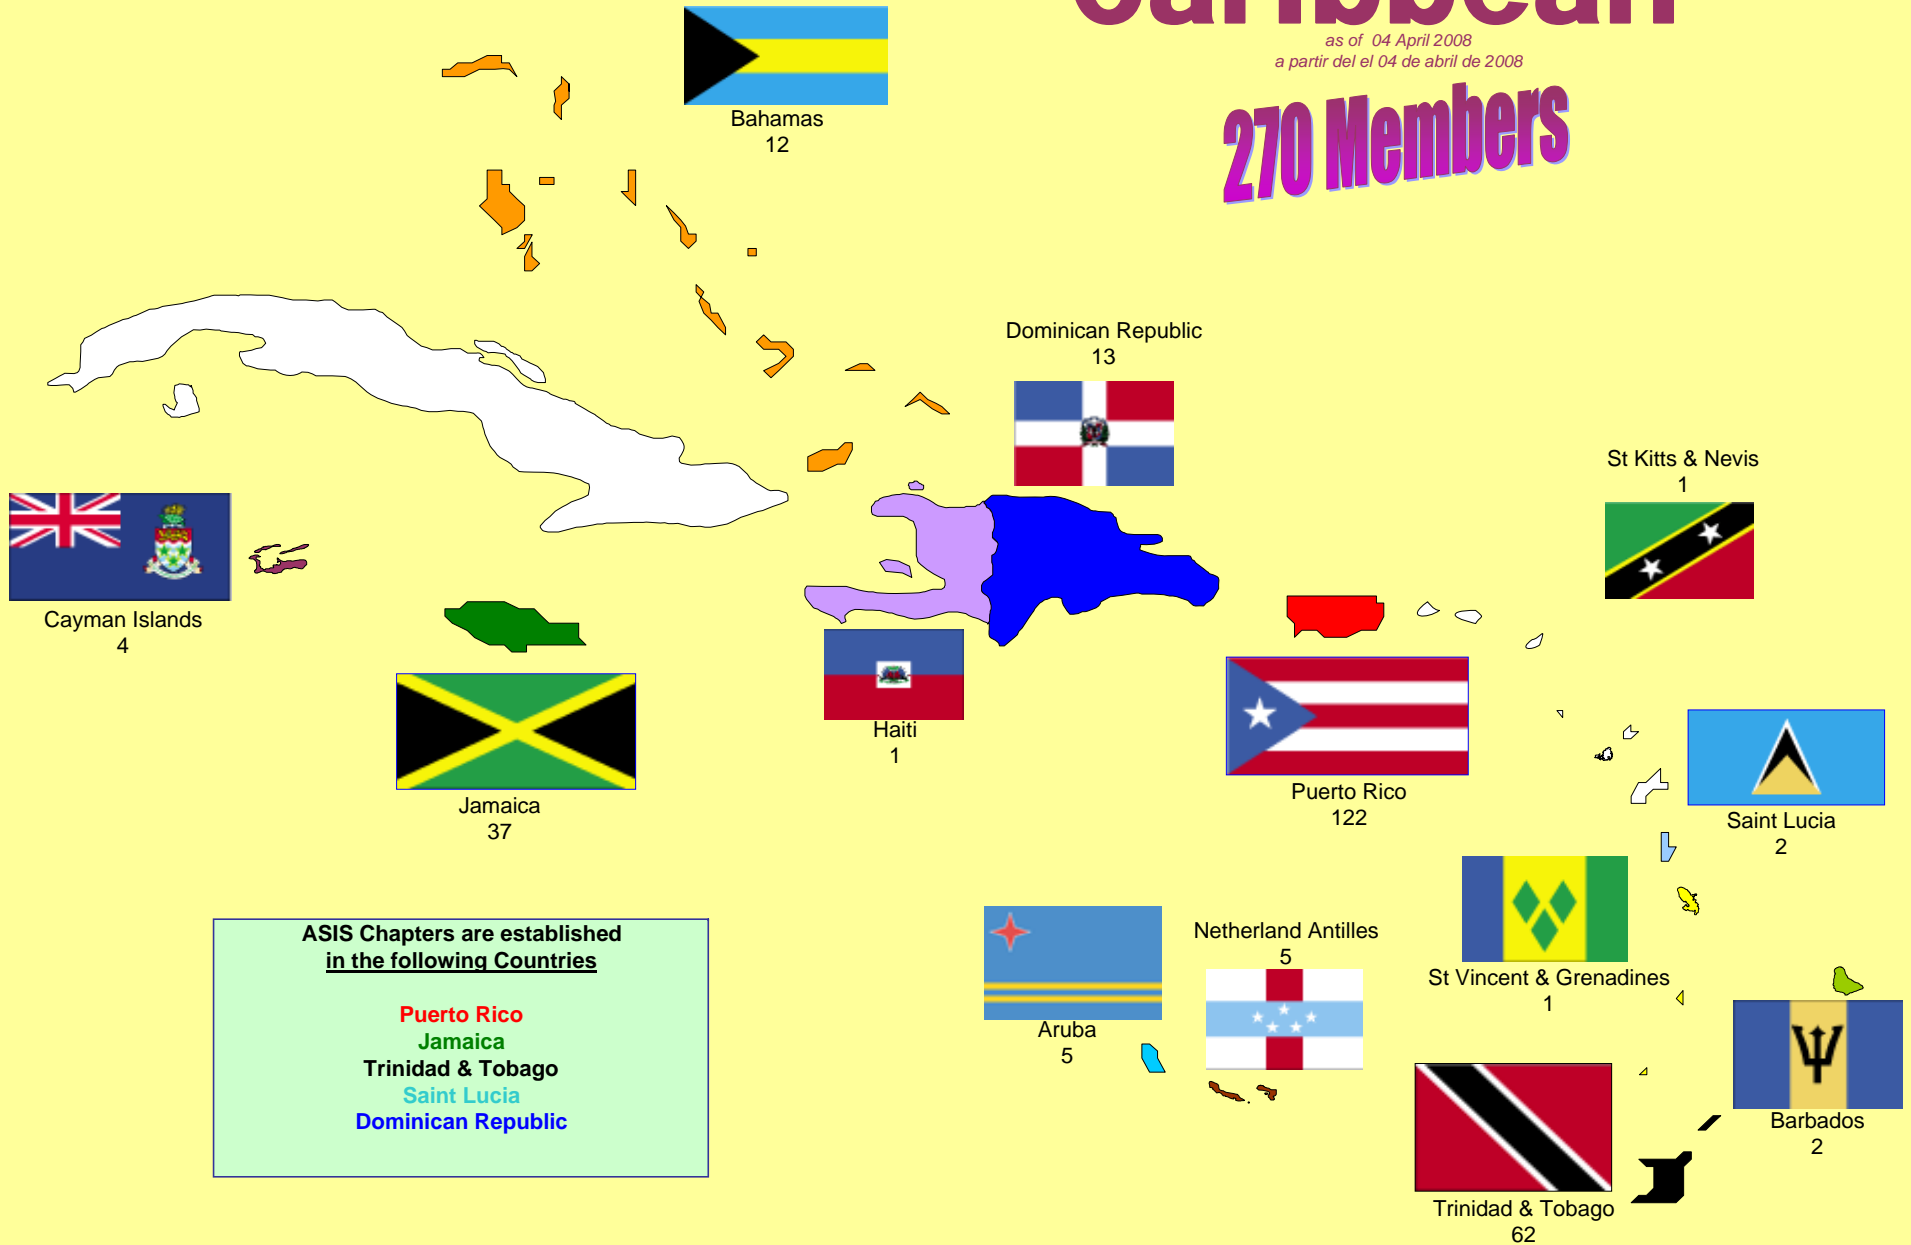 Caribbean
as of 04 April 2008
a partir del el 04 de abril de 2008
270 Members
Bahamas
12
Dominican Republic
13
St Kitts & Nevis
1
Cayman Islands
4
Jamaica
37
Haiti
1
Puerto Rico
122
Saint Lucia
2
Aruba
5
Netherland Antilles
5
St Vincent & Grenadines
1
Barbados
2
Trinidad & Tobago
62
ASIS Chapters are established
in the following Countries
Puerto Rico
Jamaica
Trinidad & Tobago
Saint Lucia
Dominican Republic